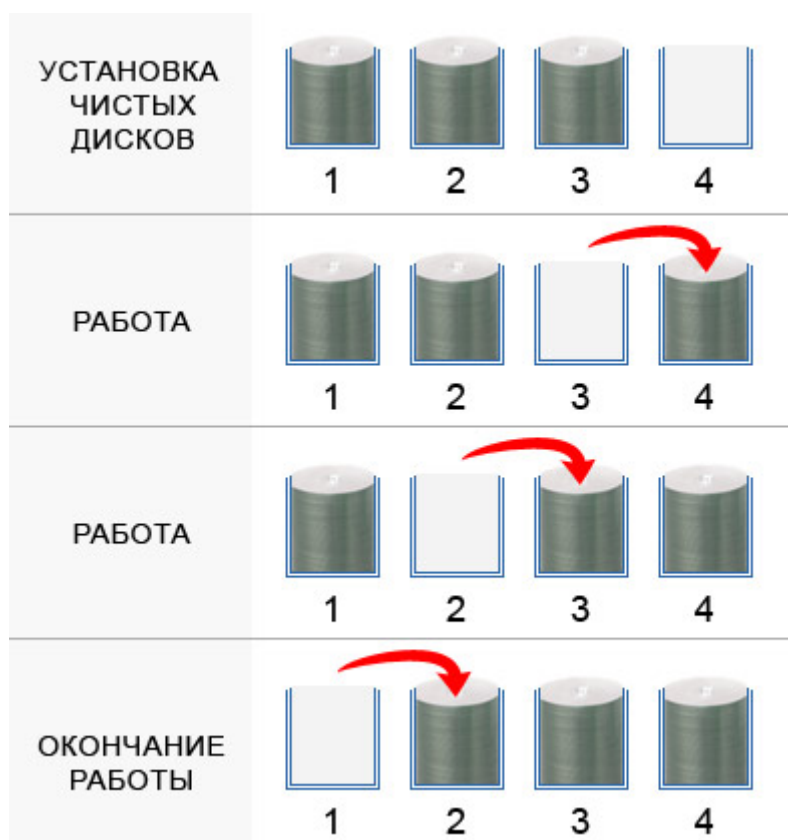 УСТАНОВКА
ЧИСТЫХ
ДИСКОВ
1 2 3 4
РАБОТА
1 2 3 4
РАБОТА
1 2 3 4
ОКОНЧАНИЕ
РАБОТЫ
1 2 3 4